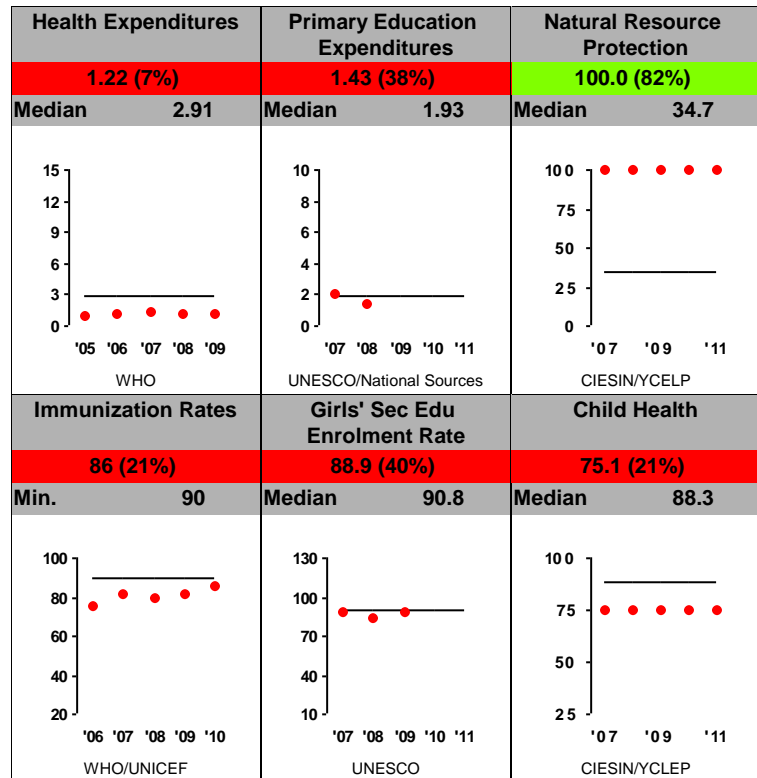 Health Expenditures
1.22 (7%)
Median 2.91
15
12
9
6
3
0
'05 '06 '07 '08 '09
WHO
Primary Education
Expenditures
1.43 (38%)
Median 1.93
10
8
6
4
2
0
'07 '08 '09 '10 '11
UNESCO/National Sources
Natural Resource
Protection
100.0 (82%)
Median 34.7
100
75
50
25
0
'07 '09 '11
CIESIN/YCELP
Immunization Rates
86 (21%)
Min. 90
100
80
60
40
20
'06 '07 '08 '09 '10
WHO/UNICEF
Girls' Sec Edu
Enrolment Rate
88.9 (40%)
Median 90.8
130
100
70
40
10
'07 '08 '09 '10 '11
UNESCO
Child Health
75.1 (21%)
Median 88.3
100
75
50
25
'07 '09 '11
CIESIN/YCLEP